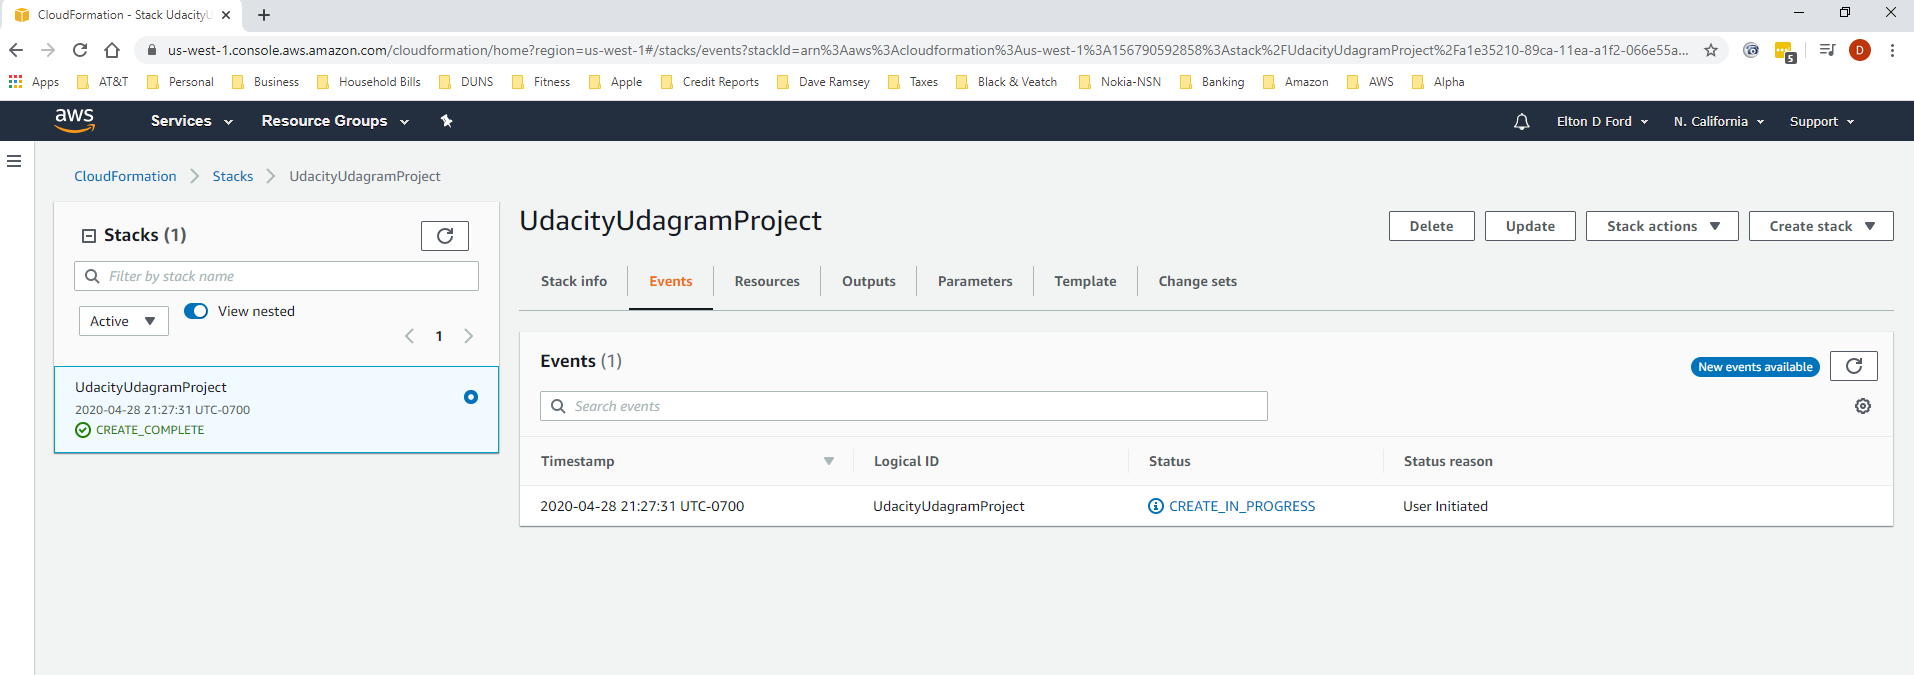 CloudFormation - Stack UdacityU
us-west-1.console.aws.amazon.com/cloudformation/home?region=us-west-1#/stacks/events?stackId=arn%3Aaws%3Acloudformation%3Aus-west-1%3A156790592858%3Astack%2FUdacityUdagramProject%2Fa1e35210-89ca-11ea-a1f2-066e55a...
5
D
Apps AT&T Personal Business Household Bills DUNS Fitness Apple Credit Reports Dave Ramsey Taxes Black & Veatch Nokia-NSN Banking Amazon AWS Alpha
aws Services Resource Groups Elton D Ford N. California Support
CloudFormation Stacks UdacityUdagramProject
Stacks (1)
Filter by stack name
Active View nested
1
UdacityUdagramProject
2020-04-28 21:27:31 UTC-0700
CREATE_COMPLETE
UdacityUdagramProject
Delete Update Stack actions Create stack
Stack info Events Resources Outputs Parameters Template Change sets
Events (1)
New events available
Search events
Timestamp Logical ID Status Status reason
2020-04-28 21:27:31 UTC-0700 UdacityUdagramProject CREATE_IN_PROGRESS User Initiated